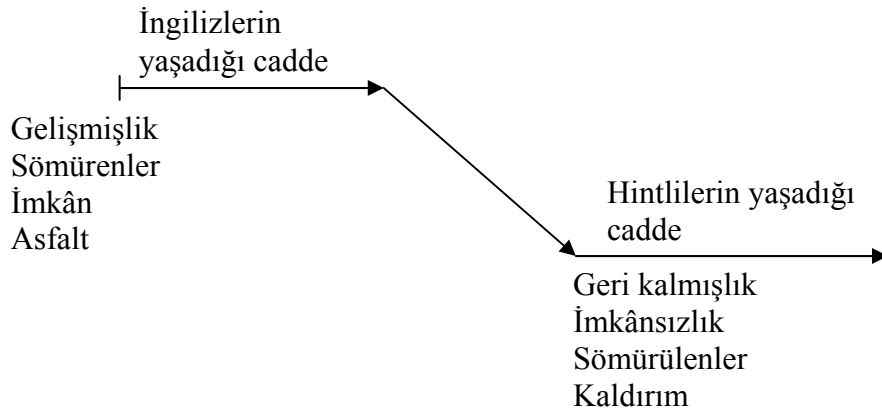 İngilizlerin
yaşadığı cadde
Gelişmişlik
Sömürenler
İmkân
Asfalt
Hintlilerin yaşadığı
cadde
Geri kalmışlık
İmkânsızlık
Sömürülenler
Kaldırım